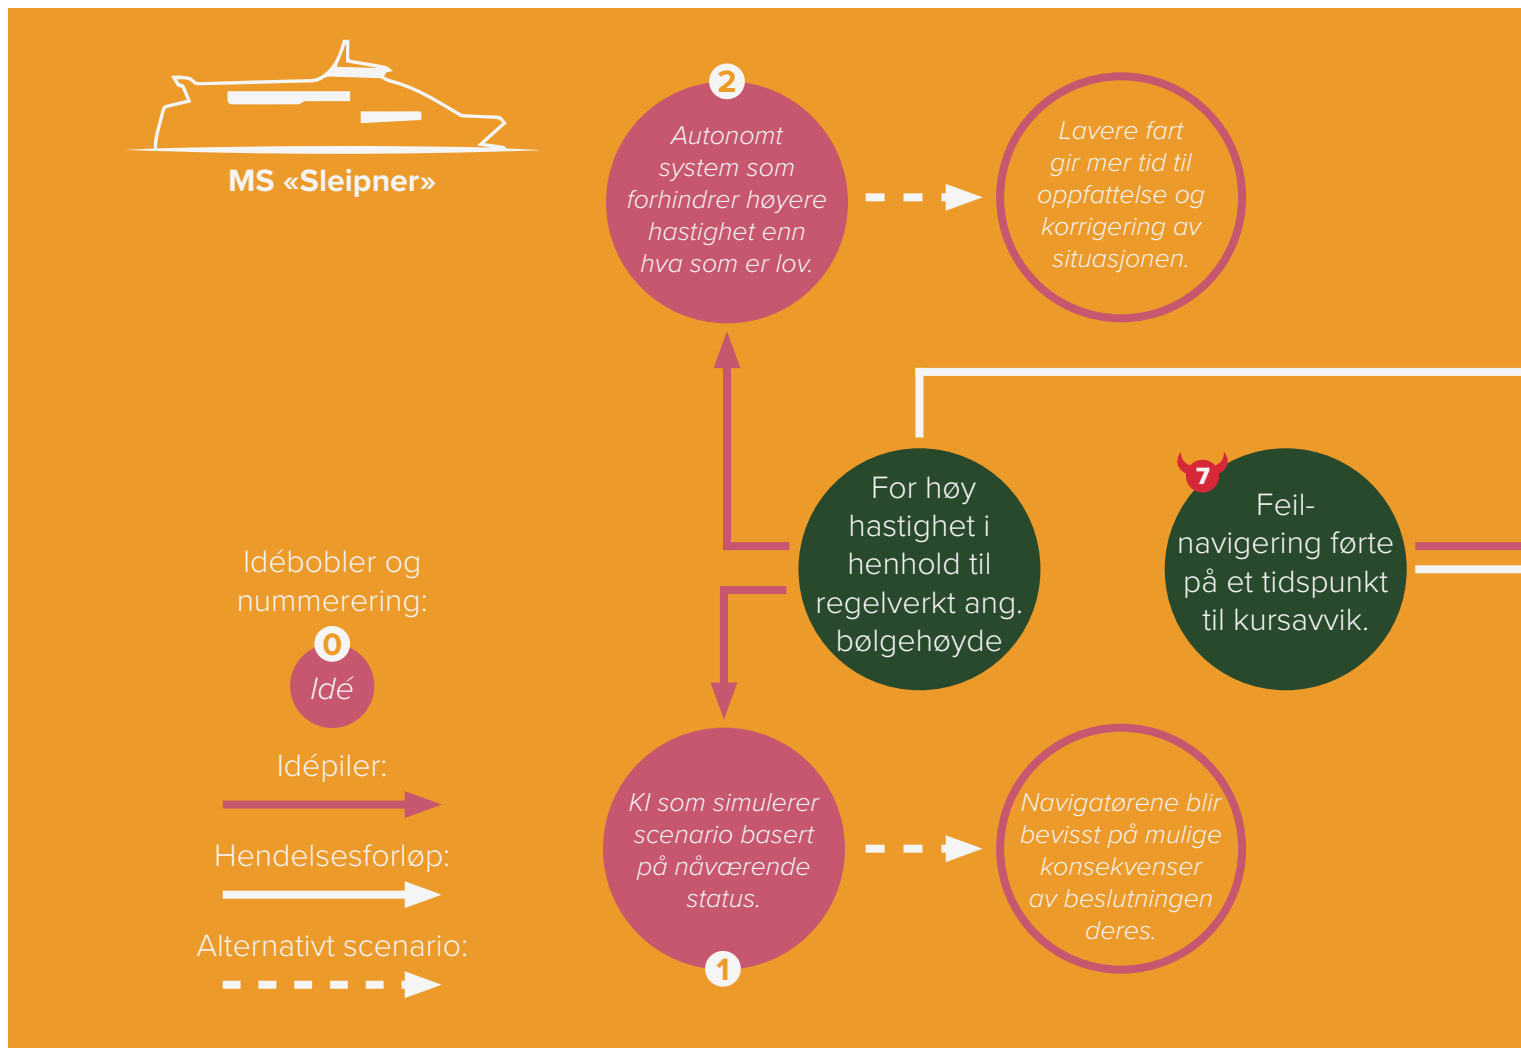 MS «Sleipner»
2
Autonomt
system som
forhindrer høyere
hastighet enn
hva som er lov.
Lavere fart
gir mer tid til
oppfattelse og
korrigering av
situasjonen.
For høy
hastighet i
henhold til
regelverkt ang.
bølgehøyde
7
Feil-
navigering førte
på et tidspunkt
til kursavvik.
Idébobler og
nummerering:
0
Idé
Idépiler:
Hendelsesforløp:
Alternativt scenario:
KI som simulerer
scenario basert
på nåværende
status.
1
Navigatørene blir
bevisst på mulige
konsekvenser
av beslutningen
deres.